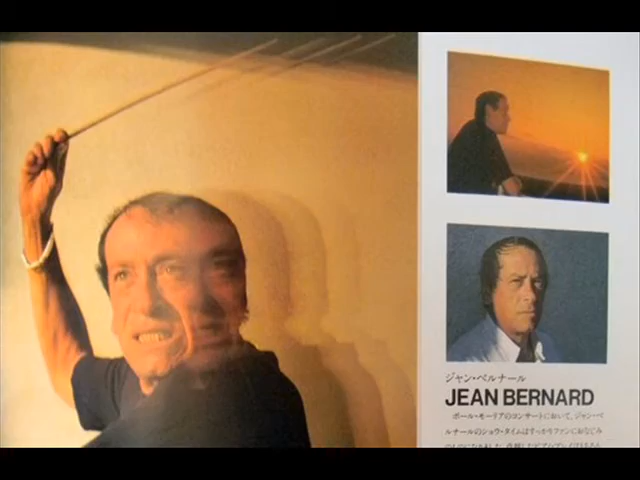 ジャン・ベルナール
JEAN BERNARD
ポール・モーリアのコンサートにおいて、ジャン・ベ
ルナールのショウ・タイムはすっかりファンにおなじみ